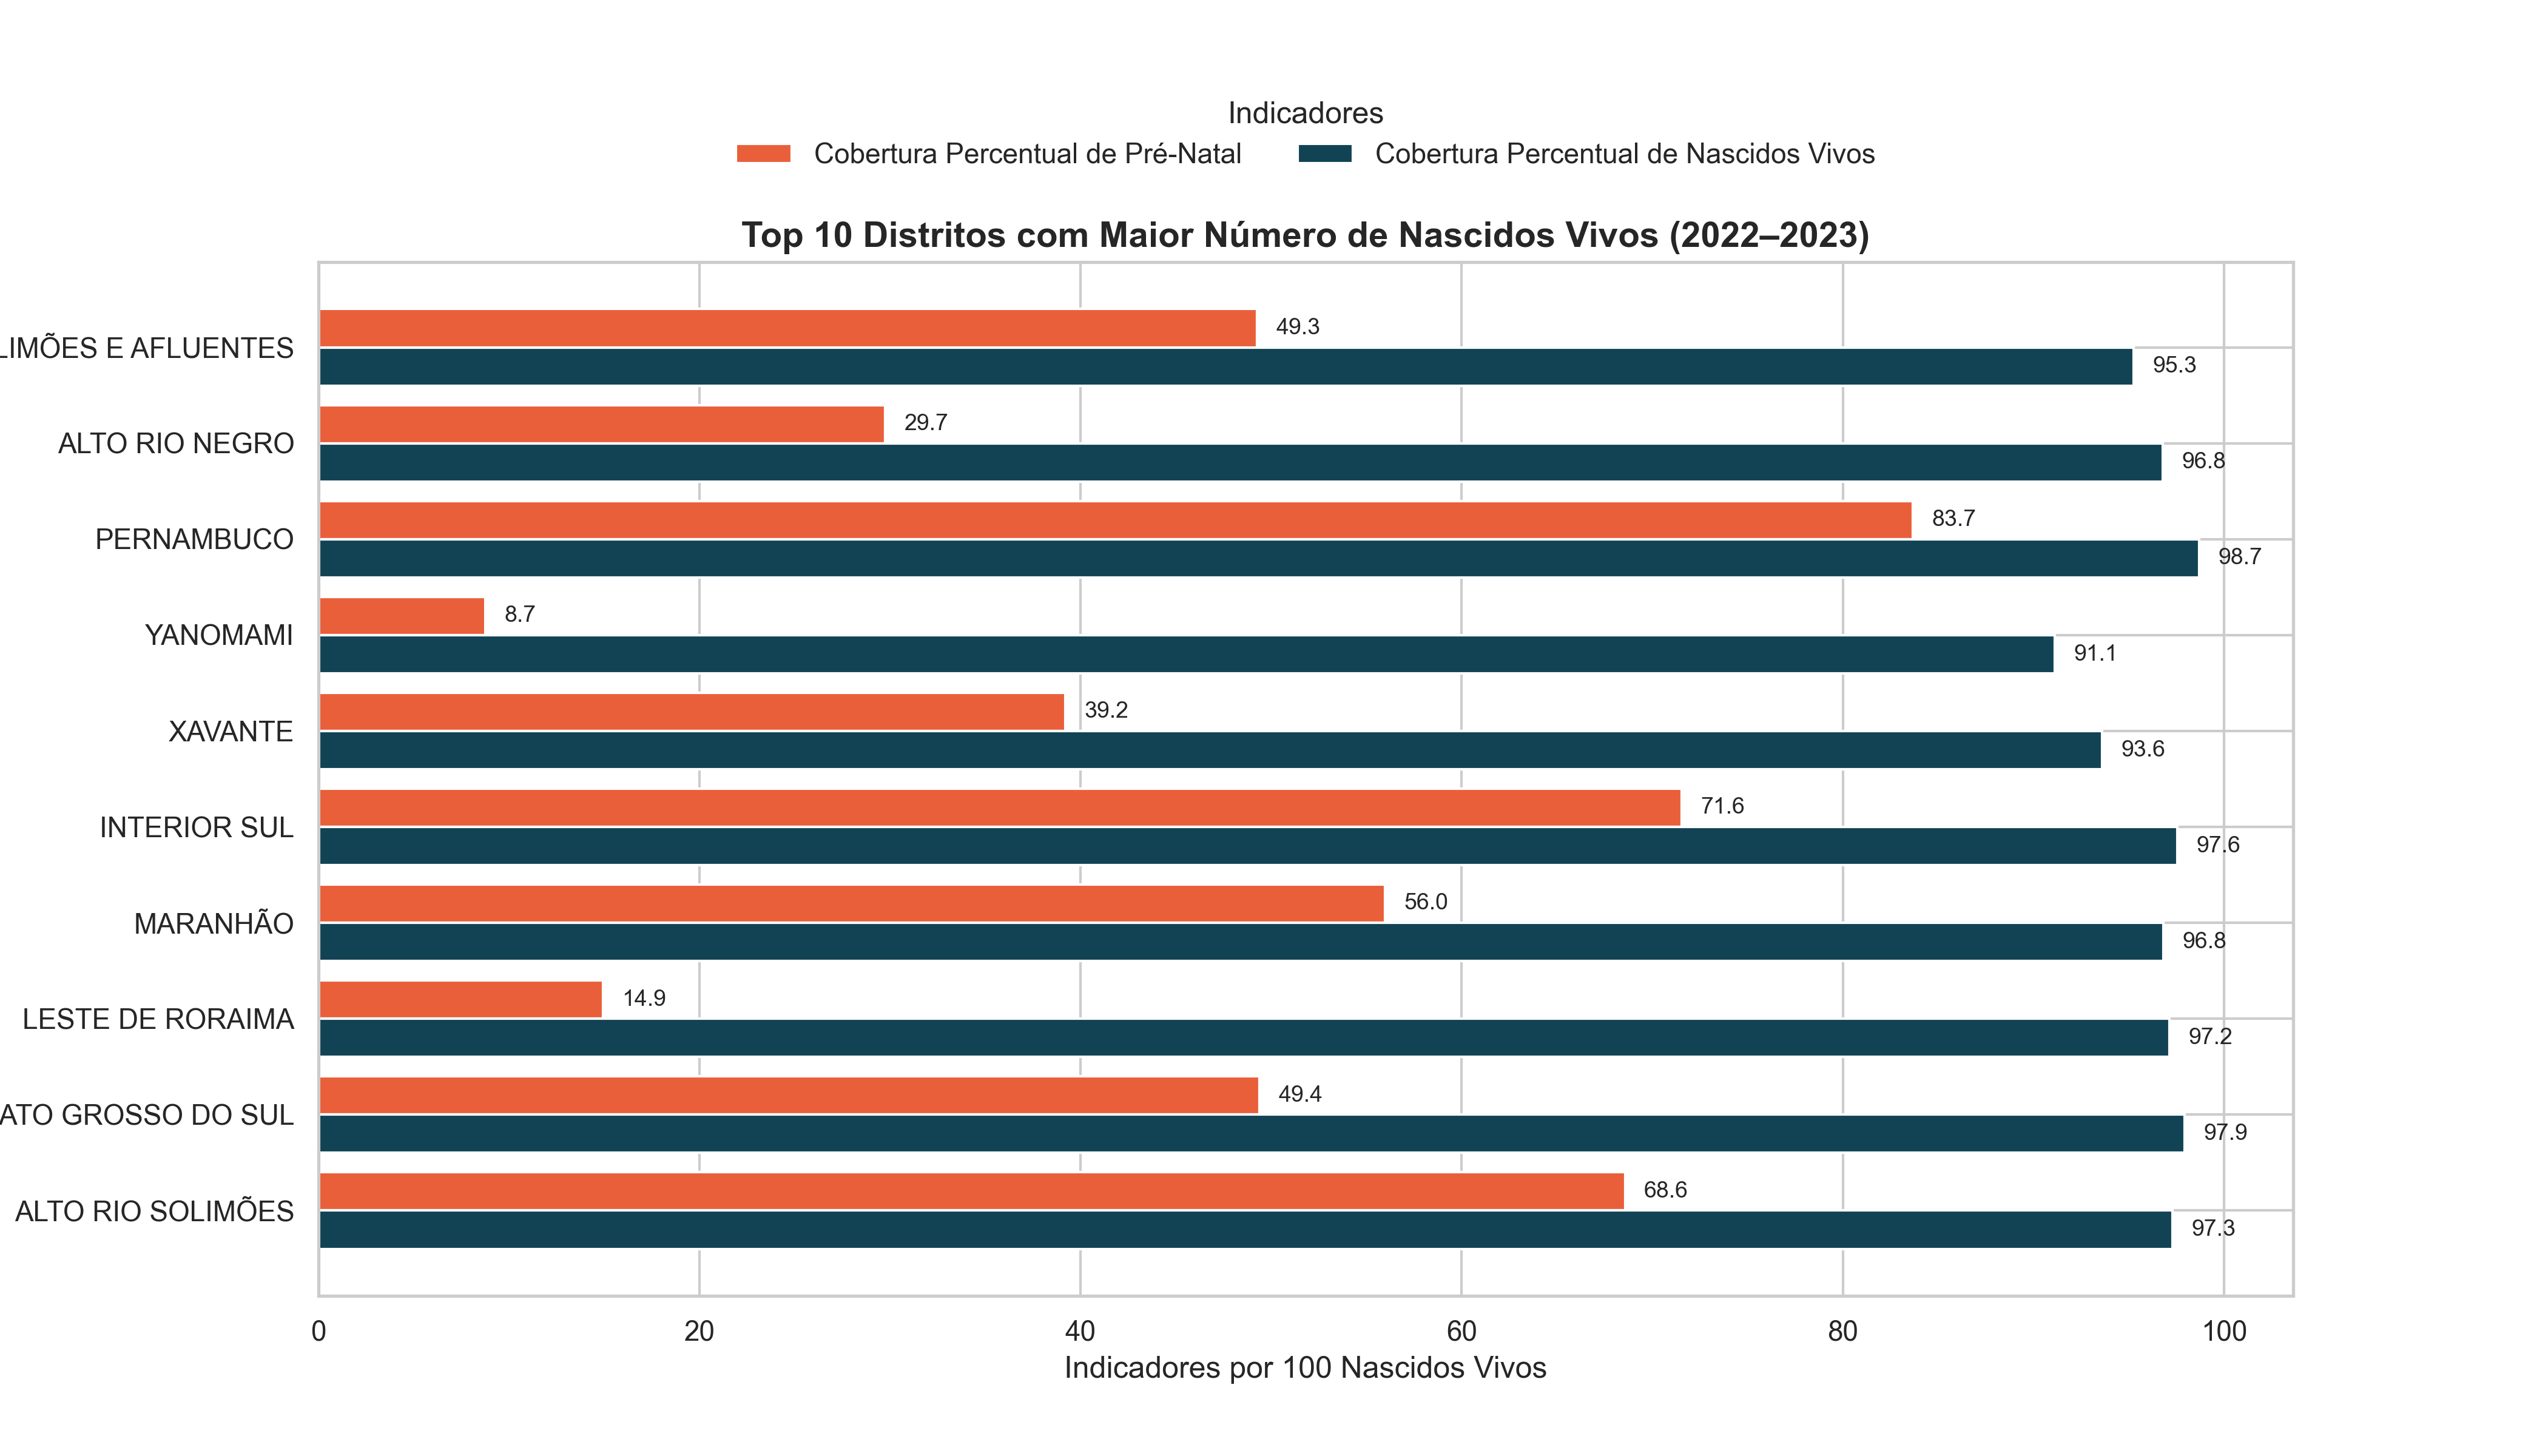 Indicadores
Cobertura Percentual de Pré-Natal Cobertura Percentual de Nascidos Vivos
Top 10 Distritos com Maior Número de Nascidos Vivos (2022–2023)
49.3
LIMÕES E AFLUENTES
95.3
29.7
ALTO RIO NEGRO
96.8
83.7
PERNAMBUCO
98.7
8.7
YANOMAMI
91.1
39.2
XAVANTE
93.6
71.6
INTERIOR SUL
97.6
56.0
MARANHÃO
96.8
14.9
LESTE DE RORAIMA
97.2
49.4
ATO GROSSO DO SUL
97.9
68.6
ALTO RIO SOLIMÕES
97.3
0 20 40 60 80 100
Indicadores por 100 Nascidos Vivos